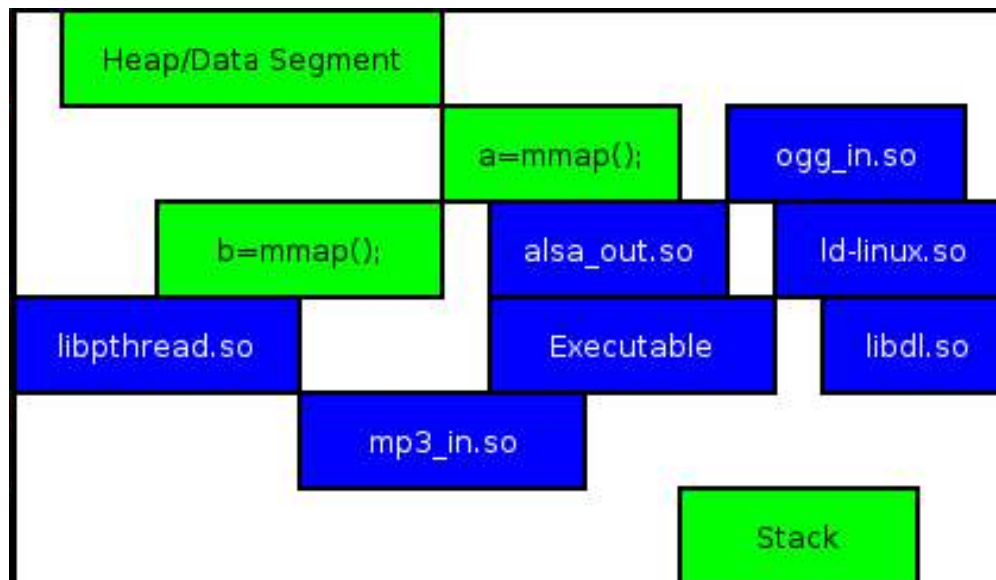 Heap/Data Segment
a=mmap();
ogg_in.so
b=mmap();
alsa_out.so
ld-linux.so
libpthread.so
Executable
libdl.so
mp3_in.so
Stack